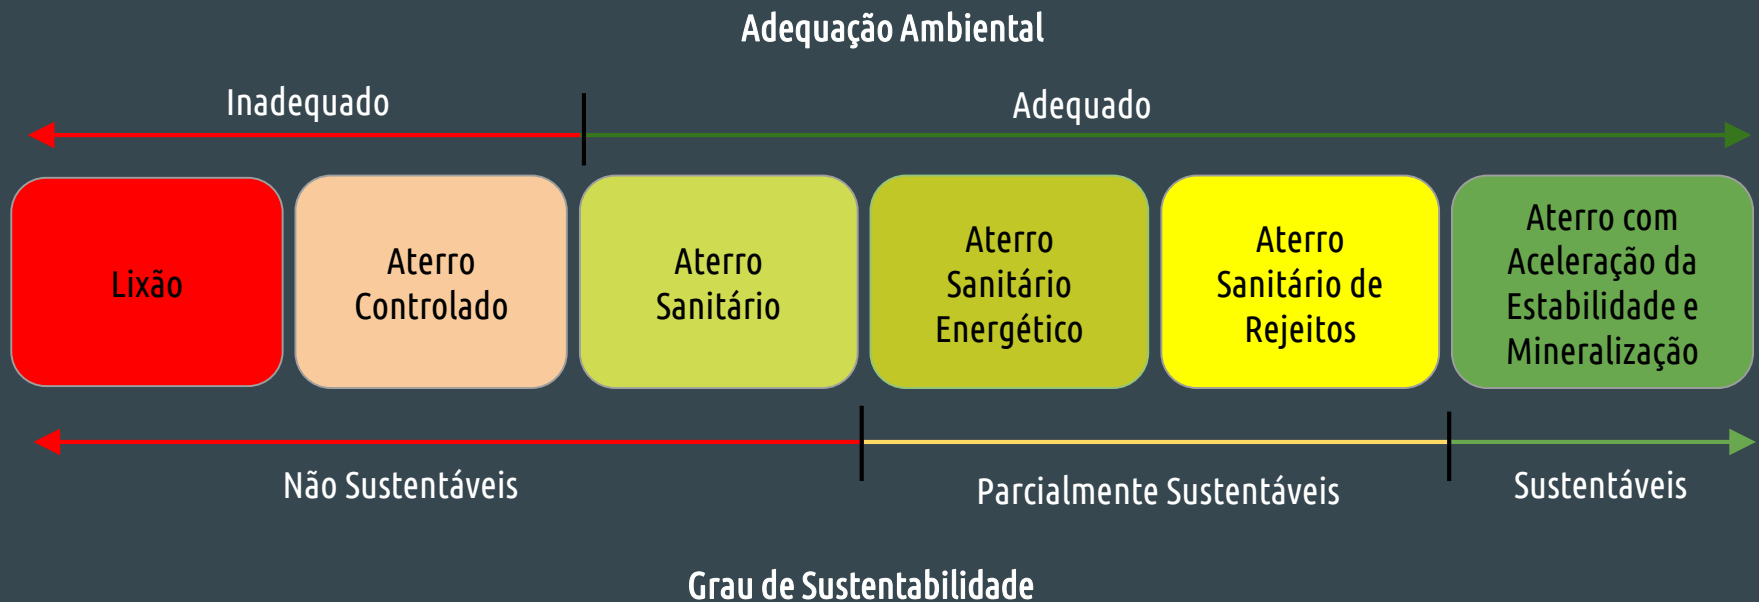 Adequação Ambiental
Inadequado
Adequado
Lixão
Aterro
Controlado
Aterro
Sanitário
Aterro
Sanitário
Energético
Aterro
Sanitário de
Rejeitos
Aterro com
Aceleração da
Estabilidade e
Mineralização
Não Sustentáveis
Parcialmente Sustentáveis
Sustentáveis
Grau de Sustentabilidade